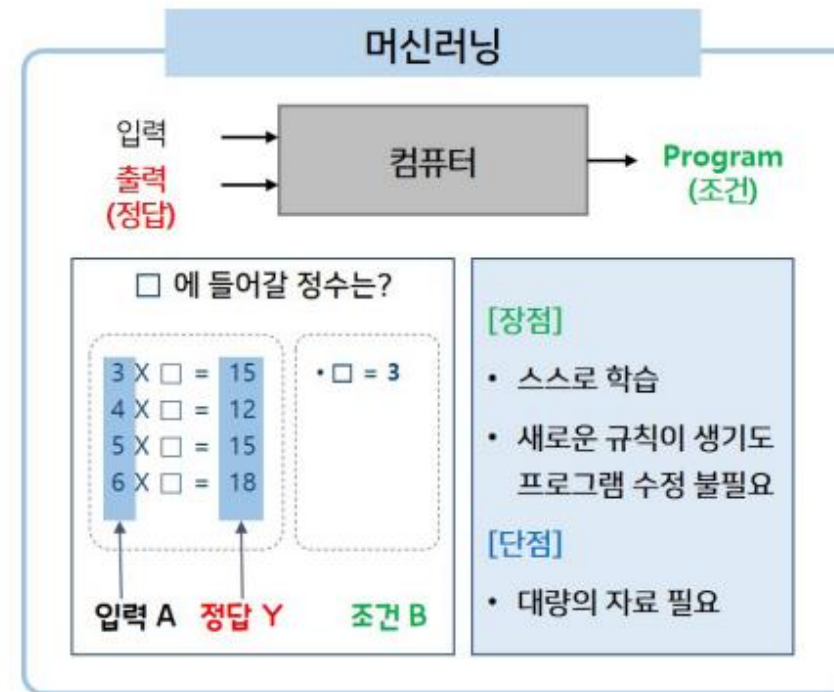 머신러닝
입력
출력
(정답)
컴퓨터
Program
(조건)
□ 에 들어갈 정수는?
3 X □ = 15
4 X □ = 12
5 X □ = 15
6 X □ = 18
• □ = 3
입력 A
정답 Y
조건 B
[장점]
• 스스로 학습
• 새로운 규칙이 생기도
프로그램 수정 불필요
[단점]
• 대량의 자료 필요